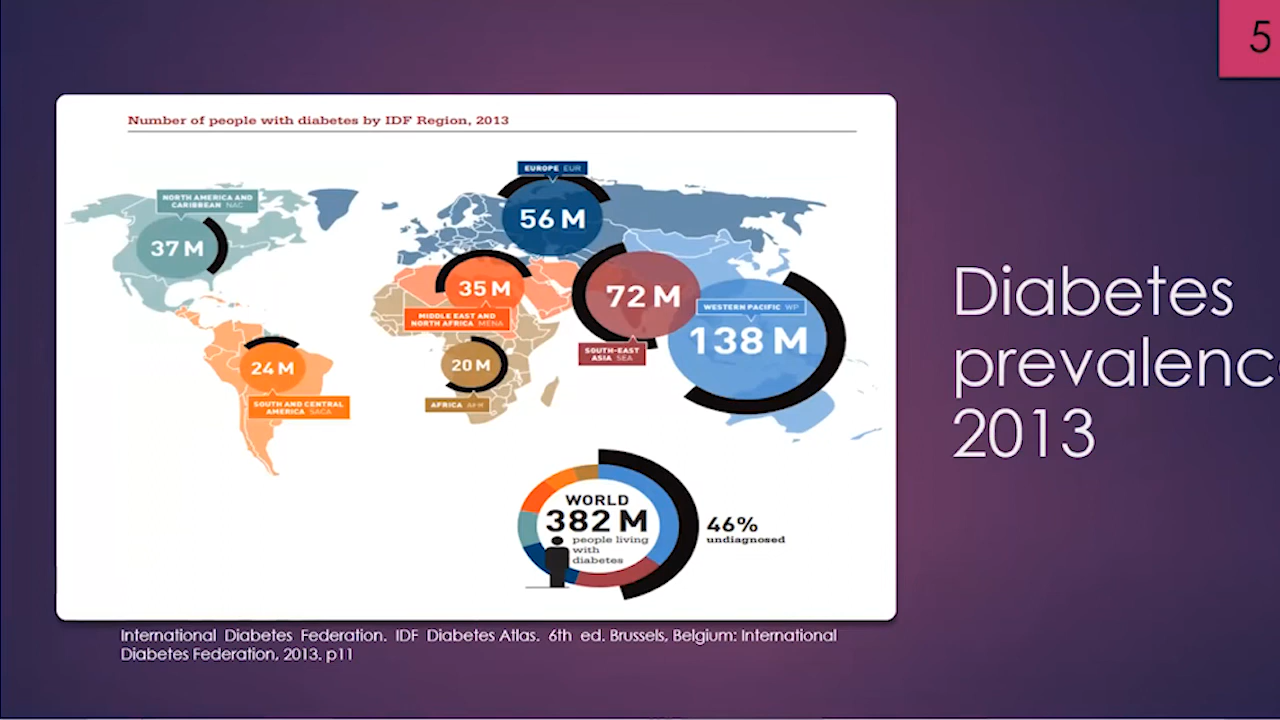 5
Number of people with diabetes by IDF Region, 2013
EUROPE EUR
56 M
NORTH AMERICA AND
CARIBBEAN NAC
37 M
35 M
MIDDLE EAST AND
NORTH AFRICA MENA
72 M
SOUTH-EAST
ASIA SEA
WESTERN PACIFIC WP
138 M
24 M
SOUTH AND CENTRAL
AMERICA SACA
20 M
AFRICA AFR
WORLD
382 M
people living
with
diabetes
46%
undiagnosed
Diabetes
prevalenc
2013
International Diabetes Federation. IDF Diabetes Atlas. 6th ed. Brussels, Belgium: International
Diabetes Federation, 2013. p11